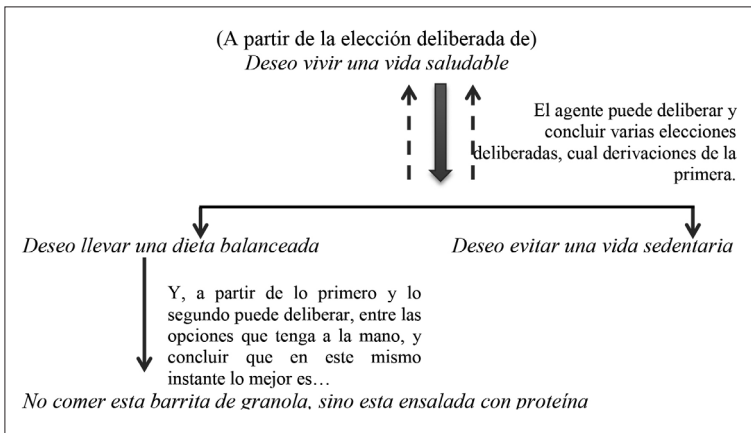 (A partir de la elección deliberada de)
Deseo vivir una vida saludable
El agente puede deliberar y
concluir varias elecciones
deliberadas, cual derivaciones de la
primera.
Deseo llevar una dieta balanceada
Deseo evitar una vida sedentaria
Y, a partir de lo primero y lo
segundo puede deliberar, entre las
opciones que tenga a la mano, y
concluir que en este mismo
instante lo mejor es…
No comer esta barrita de granola, sino esta ensalada con proteína